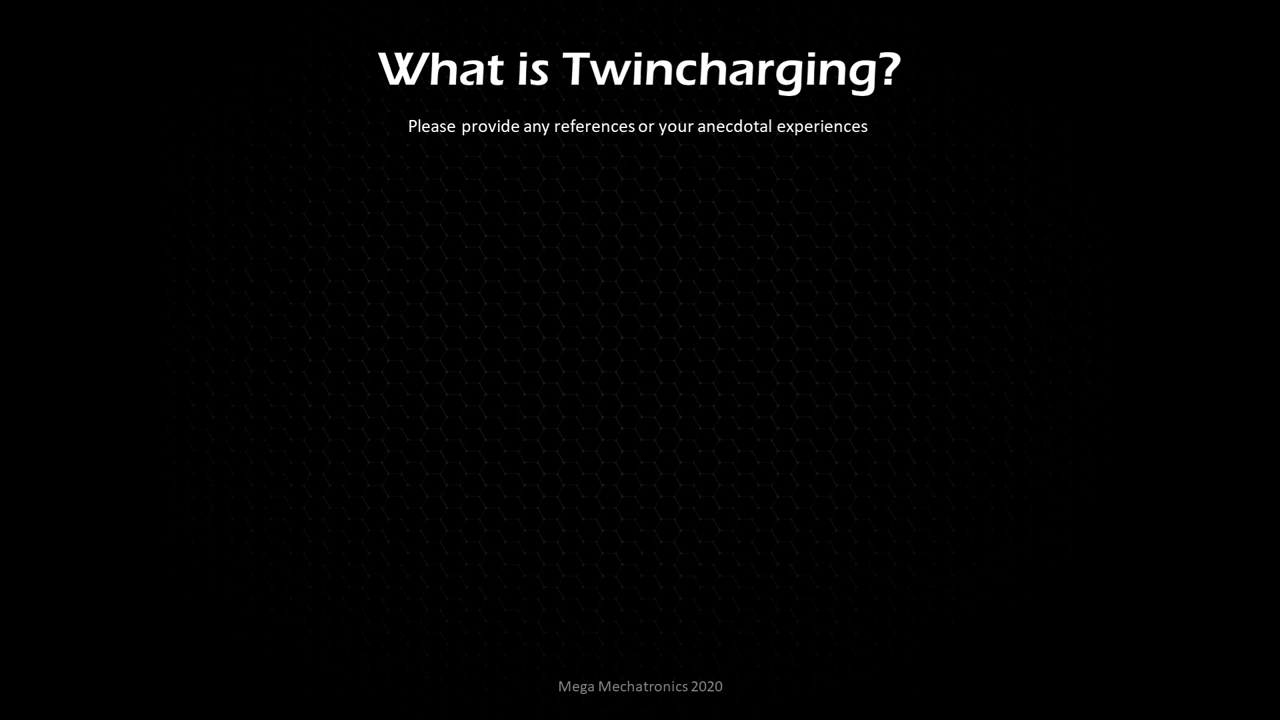 What is Twincharging?
Please provide any references or your anecdotal experiences
Mega Mechatronics 2020